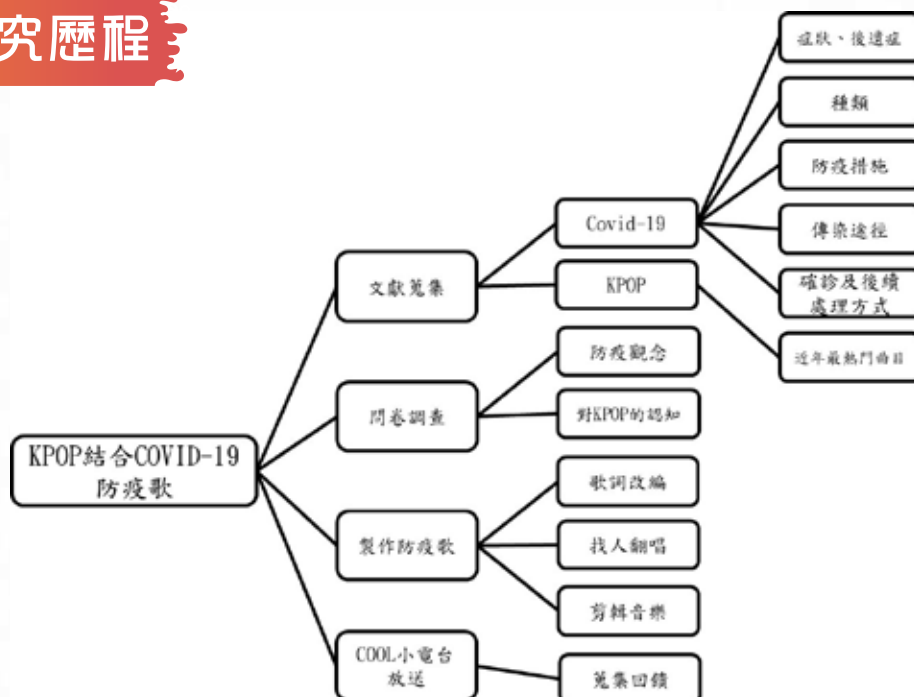 究歷程
KPOP結合COVID-19
防疫歌
文獻蒐集
Covid-19
症狀、後遺症
種類
防疫措施
傳染途徑
確診及後續
處理方式
KPOP
近年最熱門曲目
問卷調查
防疫觀念
對KPOP的認知
製作防疫歌
歌詞改編
找人翻唱
剪輯音樂
COOL小電台
放送
蒐集回饋